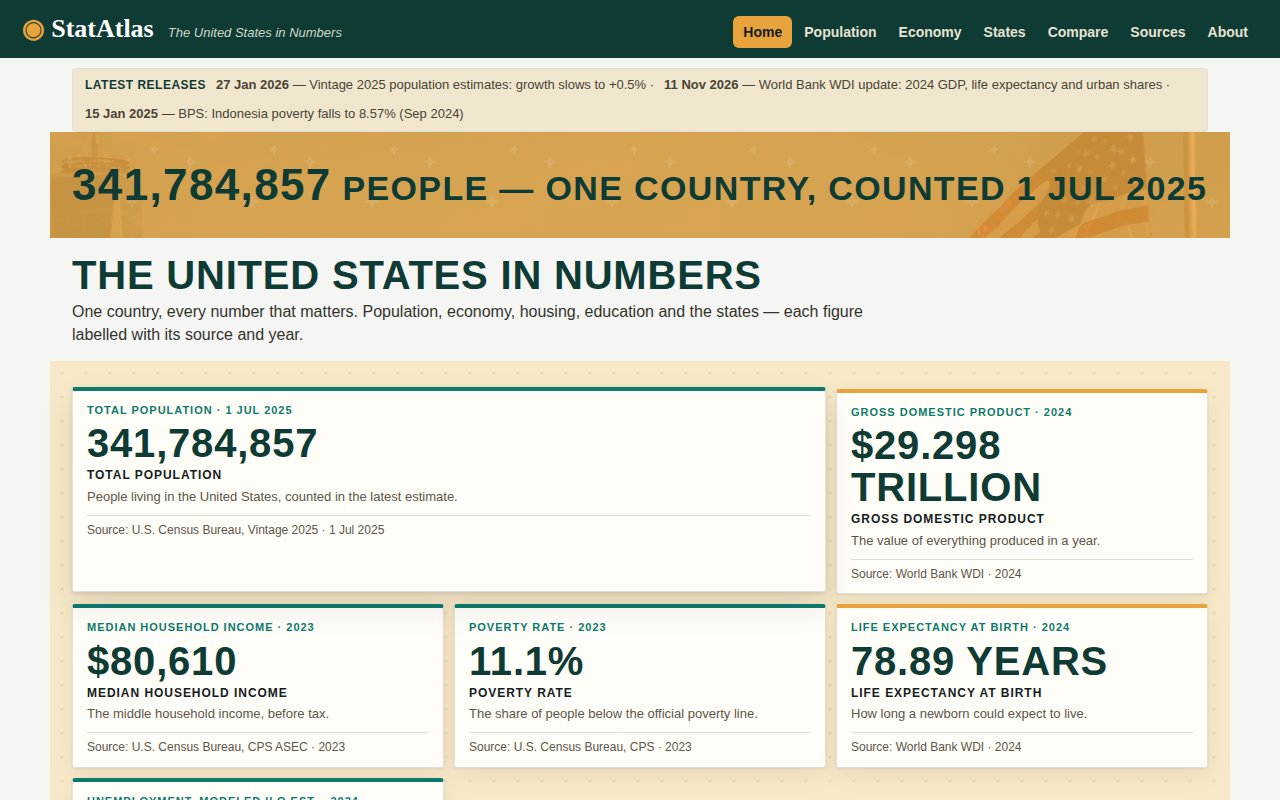 StatAtlas The United States in Numbers Home Population Economy States Compare Sources About
LATEST RELEASES 27 Jan 2026 — Vintage 2025 population estimates: growth slows to +0.5% · 11 Nov 2026 — World Bank WDI update: 2024 GDP, life expectancy and urban shares ·
15 Jan 2025 — BPS: Indonesia poverty falls to 8.57% (Sep 2024)
341,784,857 PEOPLE — ONE COUNTRY, COUNTED 1 JUL 2025
THE UNITED STATES IN NUMBERS
One country, every number that matters. Population, economy, housing, education and the states — each figure
labelled with its source and year.
TOTAL POPULATION · 1 JUL 2025
341,784,857
TOTAL POPULATION
People living in the United States, counted in the latest estimate.
Source: U.S. Census Bureau, Vintage 2025 · 1 Jul 2025
GROSS DOMESTIC PRODUCT · 2024
$29.298
TRILLION
GROSS DOMESTIC PRODUCT
The value of everything produced in a year.
Source: World Bank WDI · 2024
MEDIAN HOUSEHOLD INCOME · 2023
$80,610
MEDIAN HOUSEHOLD INCOME
The middle household income, before tax.
Source: U.S. Census Bureau, CPS ASEC · 2023
POVERTY RATE · 2023
11.1%
POVERTY RATE
The share of people below the official poverty line.
Source: U.S. Census Bureau, CPS · 2023
LIFE EXPECTANCY AT BIRTH · 2024
78.89 YEARS
LIFE EXPECTANCY AT BIRTH
How long a newborn could expect to live.
Source: World Bank WDI · 2024
UNEMPLOYMENT, MODELED ILO EST. · 2024